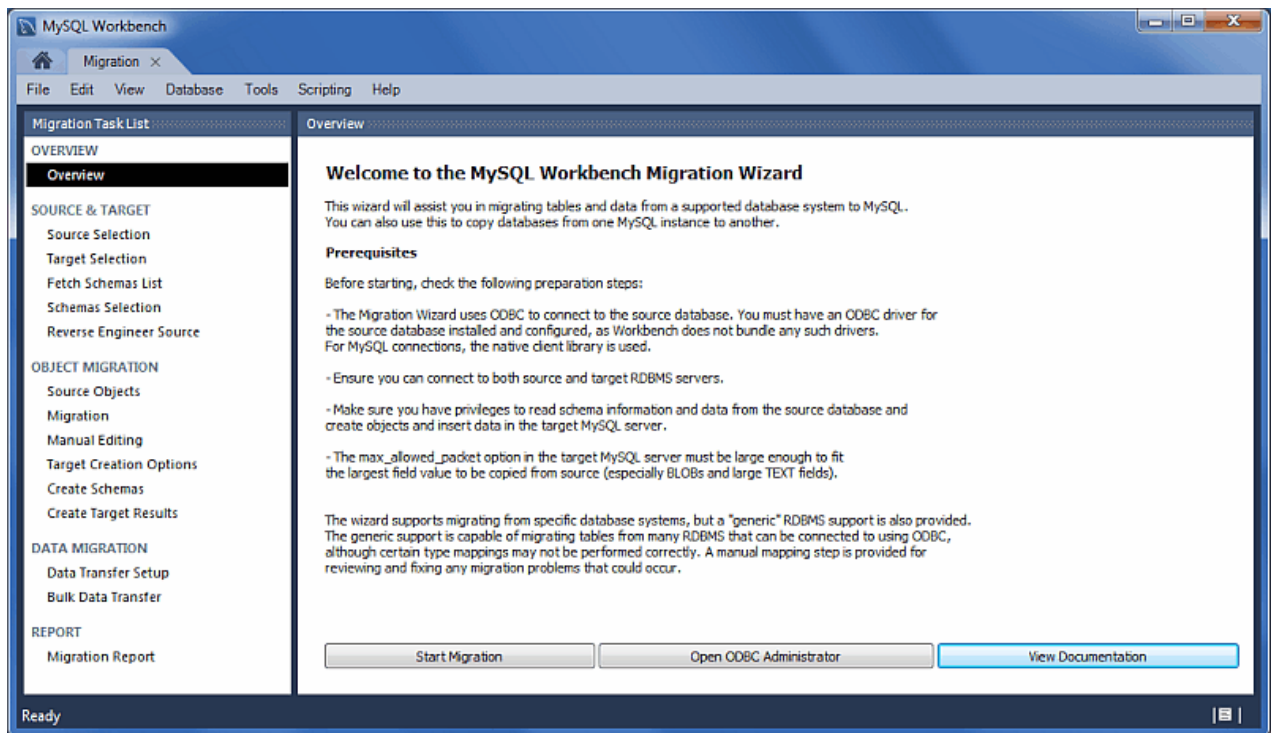 MySQL Workbench
Migration
File Edit View Database Tools Scripting Help
Migration Task List
OVERVIEW
Overview
SOURCE & TARGET
Source Selection
Target Selection
Fetch Schemas List
Schemas Selection
Reverse Engineer Source
OBJECT MIGRATION
Source Objects
Migration
Manual Editing
Target Creation Options
Create Schemas
Create Target Results
DATA MIGRATION
Data Transfer Setup
Bulk Data Transfer
REPORT
Migration Report
Overview
Welcome to the MySQL Workbench Migration Wizard
This wizard will assist you in migrating tables and data from a supported database system to MySQL.
You can also use this to copy databases from one MySQL instance to another.
Prerequisites
Before starting, check the following preparation steps:
- The Migration Wizard uses ODBC to connect to the source database. You must have an ODBC driver for
the source database installed and configured, as Workbench does not bundle any such drivers.
For MySQL connections, the native client library is used.
- Ensure you can connect to both source and target RDBMS servers.
- Make sure you have privileges to read schema information and data from the source database and
create objects and insert data in the target MySQL server.
- The max_allowed_packet option in the target MySQL server must be large enough to fit
the largest field value to be copied from source (especially BLOBs and large TEXT fields).
The wizard supports migrating from specific database systems, but a "generic" RDBMS support is also provided.
The generic support is capable of migrating tables from many RDBMS that can be connected to using ODBC,
although certain type mappings may not be performed correctly. A manual mapping step is provided for
reviewing and fixing any migration problems that could occur.
Start Migration
Open ODBC Administrator
View Documentation
Ready